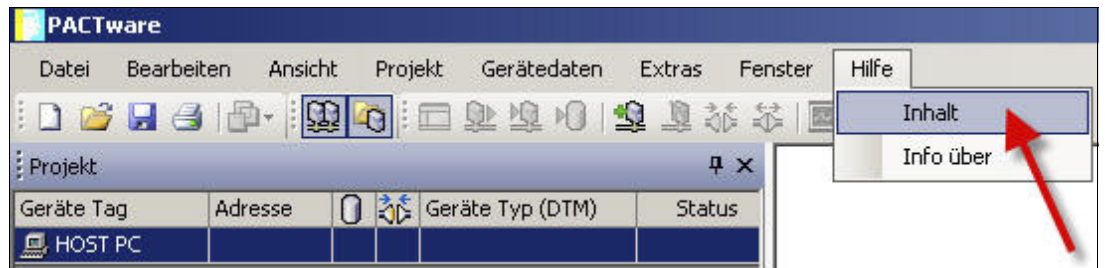 PACTware
Datei Bearbeiten Ansicht Projekt Gerätedaten Extras Fenster Hilfe
Inhalt
Info über
Projekt
Geräte Tag Adresse Geräte Typ (DTM) Status
HOST PC